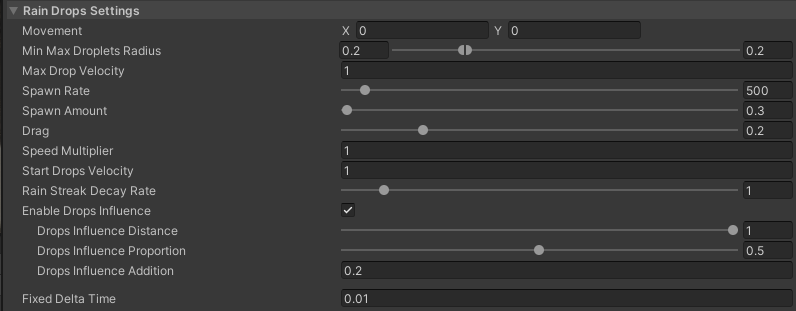 Rain Drops Settings
Movement X 0 Y 0
Min Max Droplets Radius 0.2 0.2
Max Drop Velocity 1
Spawn Rate 500
Spawn Amount 0.3
Drag 0.2
Speed Multiplier 1
Start Drops Velocity 1
Rain Streak Decay Rate 1
Enable Drops Influence
Drops Influence Distance 1
Drops Influence Proportion 0.5
Drops Influence Addition 0.2
Fixed Delta Time 0.01